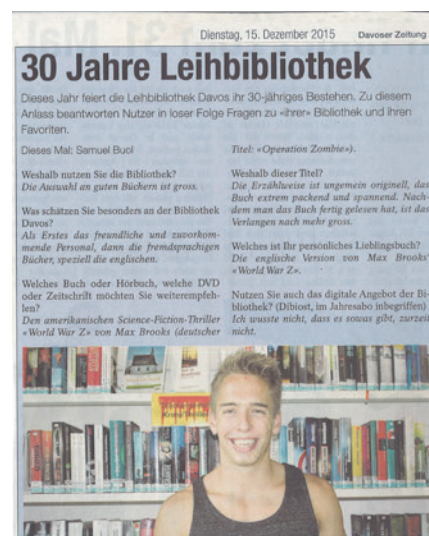 Dienstag, 15. Dezember 2015
Davoser Zeitung
30 Jahre Leihbibliothek
Dieses Jahr feiert die Leihbibliothek Davos ihr 30-jähriges Bestehen. Zu diesem
Anlass beantworten Nutzer in loser Folge Fragen zu «ihrer» Bibliothek und ihren
Favoriten.
Dieses Mal: Samuel Buol
Weshalb nutzen Sie die Bibliothek?
Die Auswahl an guten Büchern ist gross.
Was schätzen Sie besonders an der Bibliothek
Davos?
Als Erstes das freundliche und zuvorkom-
mende Personal, dann die fremdsprachigen
Bücher, speziell die englischen.
Welches Buch oder Hörbuch, welche DVD
oder Zeitschrift möchten Sie weiterempfeh-
len?
Den amerikanischen Science-Fiction-Thriller
«World War Z» von Max Brooks (deutscher
Titel: «Operation Zombie»).
Weshalb dieser Titel?
Die Erzählweise ist ungemein originell, das
Buch extrem packend und spannend. Nach-
dem man das Buch fertig gelesen hat, ist das
Verlangen nach mehr gross.
Welches ist Ihr persönliches Lieblingsbuch?
Die englische Version von Max Brooks'
«World War Z».
Nutzen Sie auch das digitale Angebot der Bi-
bliothek? (Dibiost, im Jahresabo inbegriffen)
Ich wusste nicht, dass es sowas gibt, zurzeit
nicht.